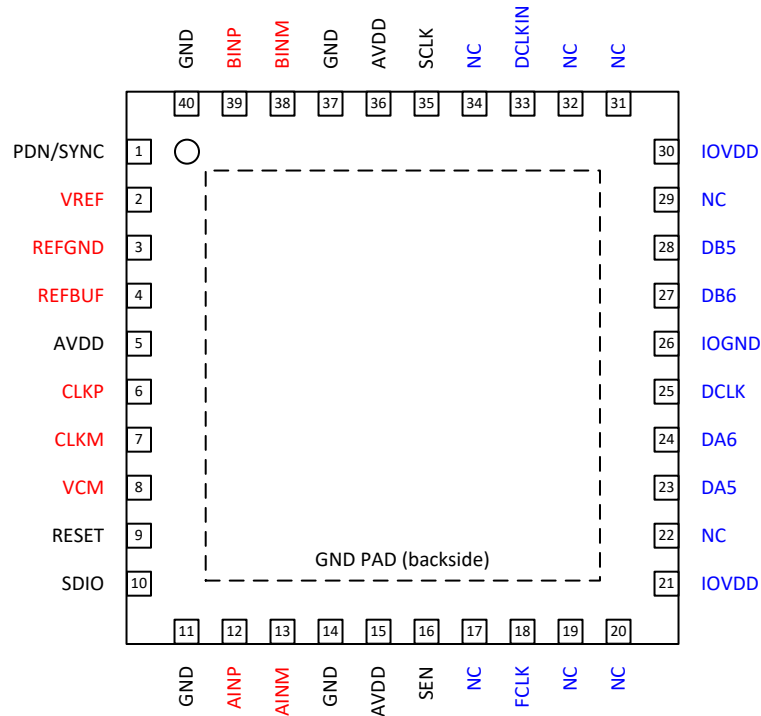 GND BINP BINM GND AVDD SCLK NC DCLKIN NC NC
40 39 38 37 36 35 34 33 32 31
PDN/SYNC 1 30 IOVDD
VREF 2 29 NC
REFGND 3 28 DB5
REFBUF 4 27 DB6
AVDD 5 26 IOGND
CLKP 6 25 DCLK
CLKM 7 24 DA6
VCM 8 23 DA5
RESET 9 22 NC
GND PAD (backside)
SDIO 10 21 IOVDD
11 12 13 14 15 16 17 18 19 20
GND AINP AINM GND AVDD SEN NC FCLK NC NC